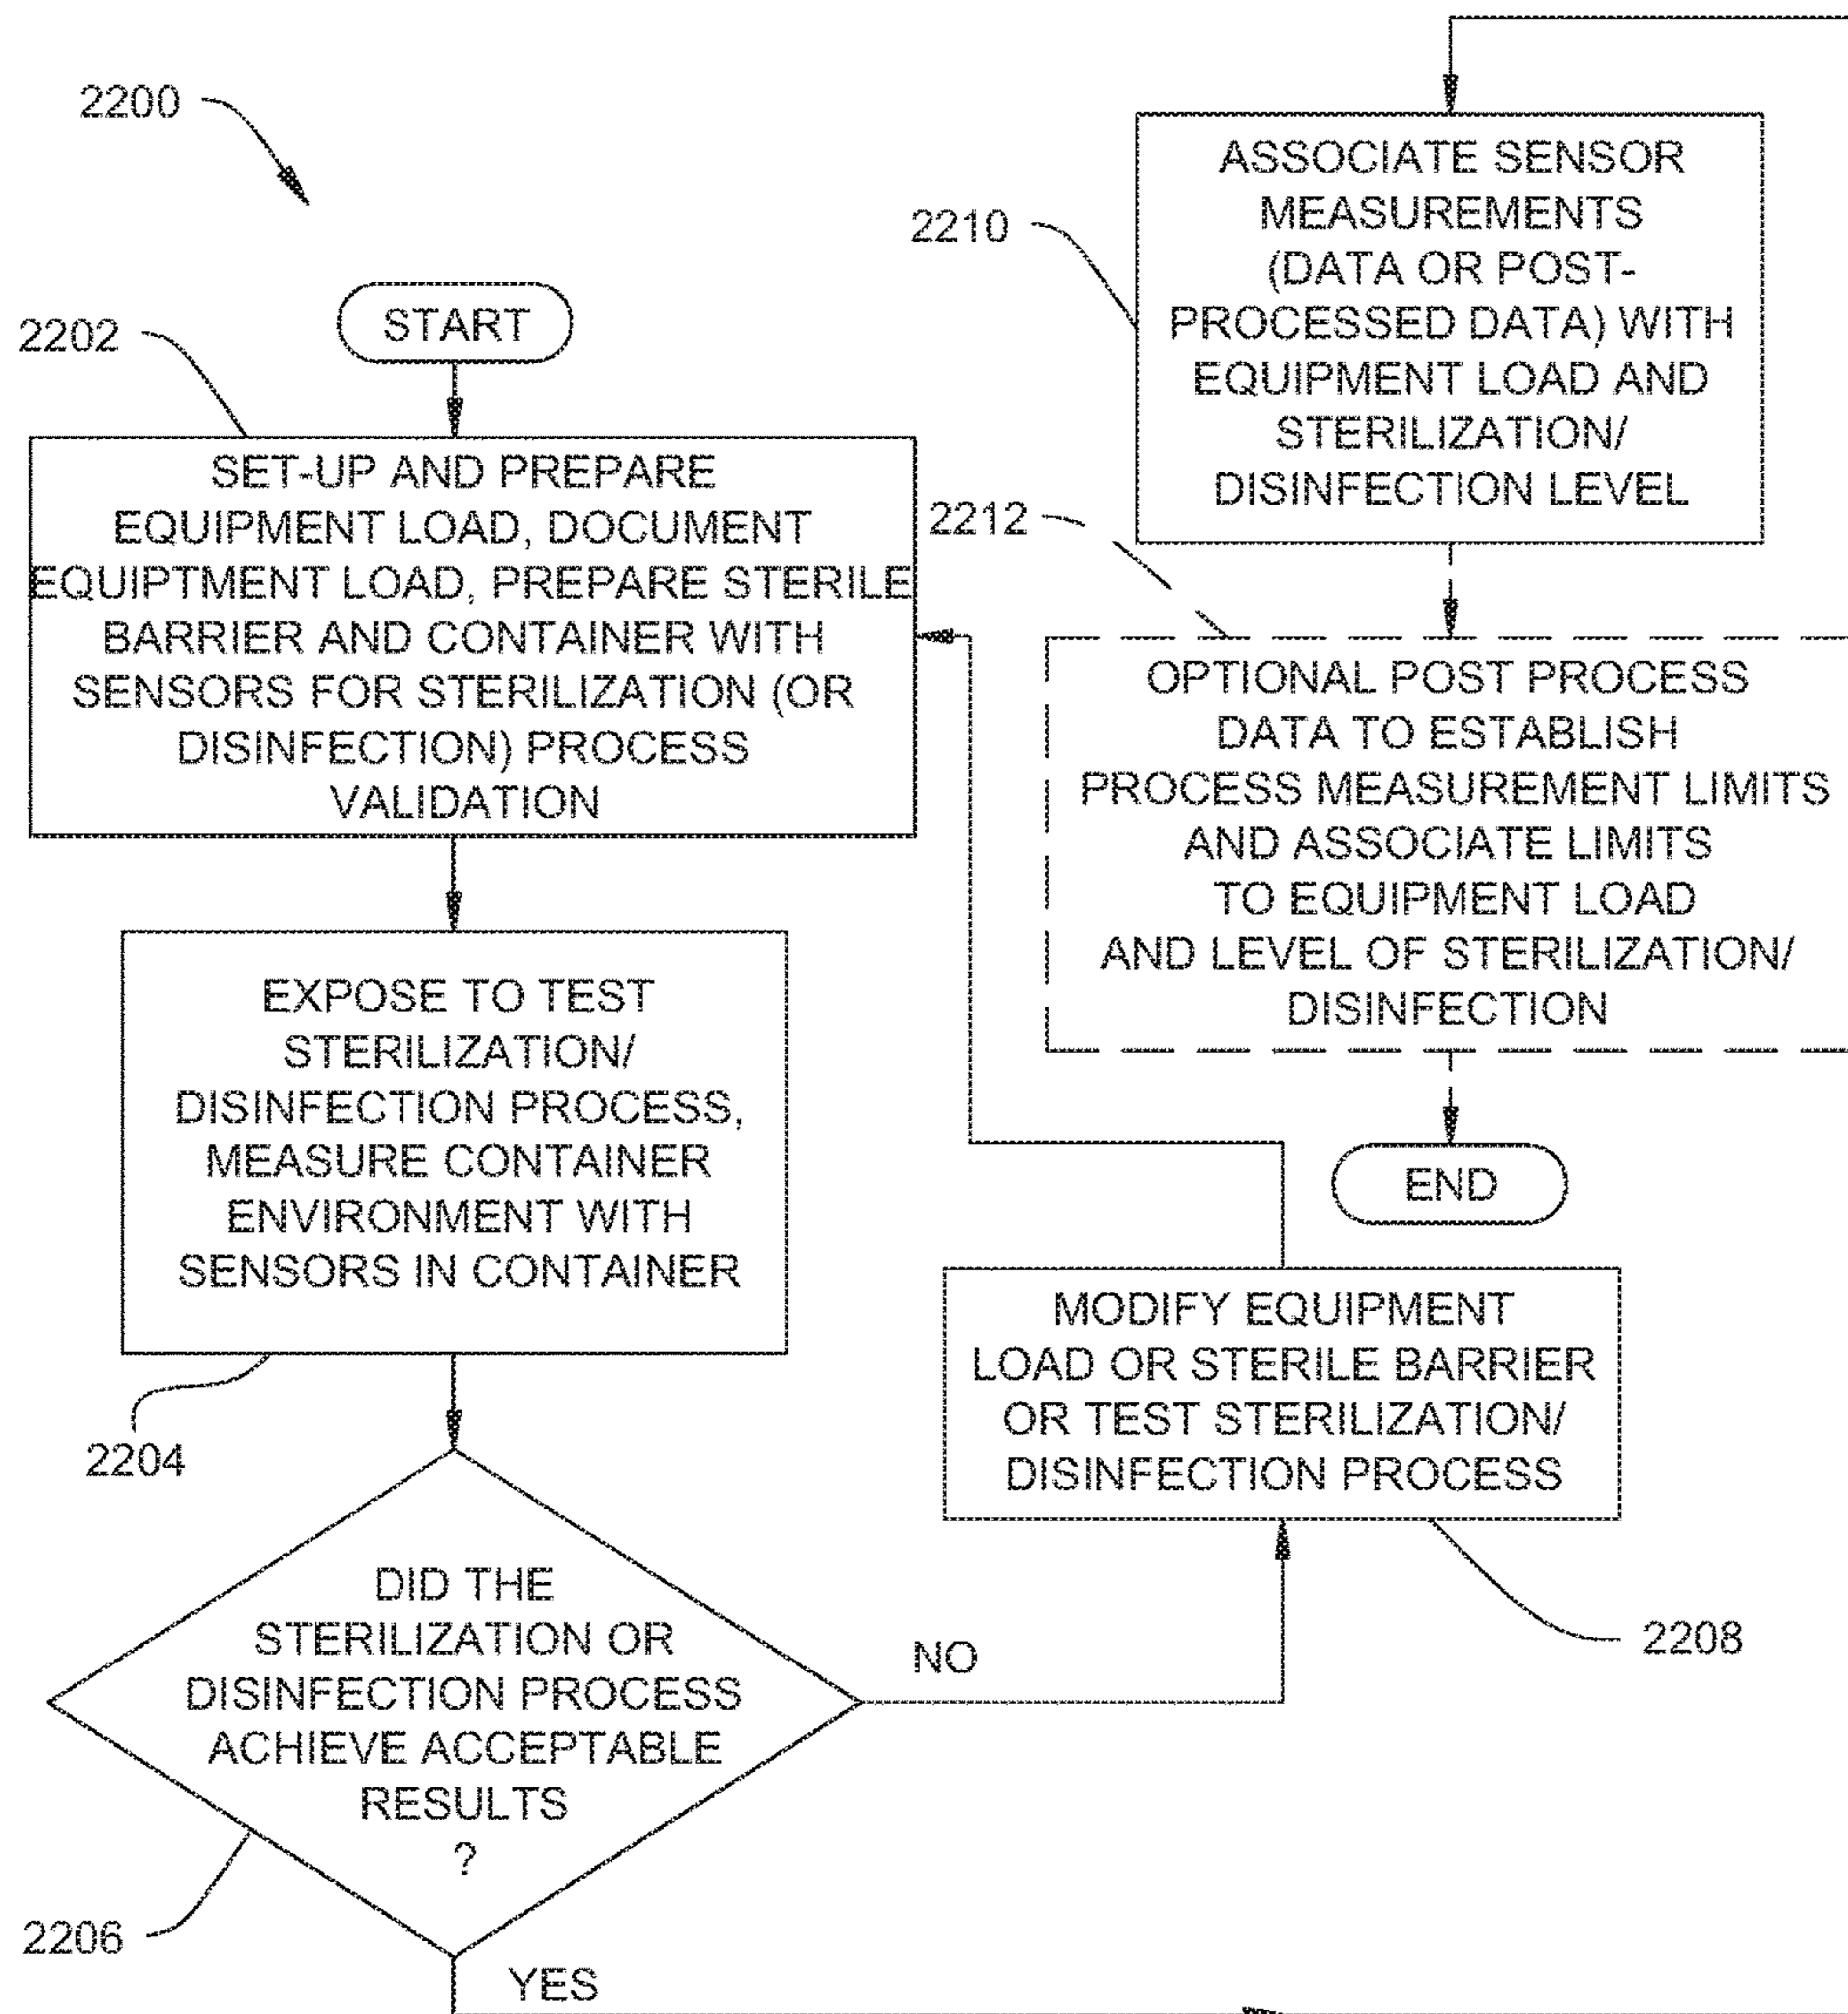 2200
START
2202
SET-UP AND PREPARE
EQUIPMENT LOAD, DOCUMENT
EQUIPTMENT LOAD, PREPARE STERILE
BARRIER AND CONTAINER WITH
SENSORS FOR STERILIZATION (OR
DISINFECTION) PROCESS
VALIDATION
EXPOSE TO TEST
STERILIZATION/
DISINFECTION PROCESS,
MEASURE CONTAINER
ENVIRONMENT WITH
SENSORS IN CONTAINER
2204
DID THE
STERILIZATION OR
DISINFECTION PROCESS
ACHIEVE ACCEPTABLE
RESULTS
?
2206
YES
NO
MODIFY EQUIPMENT
LOAD OR STERILE BARRIER
OR TEST STERILIZATION/
DISINFECTION PROCESS
2208
2210
ASSOCIATE SENSOR
MEASUREMENTS
(DATA OR POST-
PROCESSED DATA) WITH
EQUIPMENT LOAD AND
STERILIZATION/
DISINFECTION LEVEL
2212
OPTIONAL POST PROCESS
DATA TO ESTABLISH
PROCESS MEASUREMENT LIMITS
AND ASSOCIATE LIMITS
TO EQUIPMENT LOAD
AND LEVEL OF STERILIZATION/
DISINFECTION
END